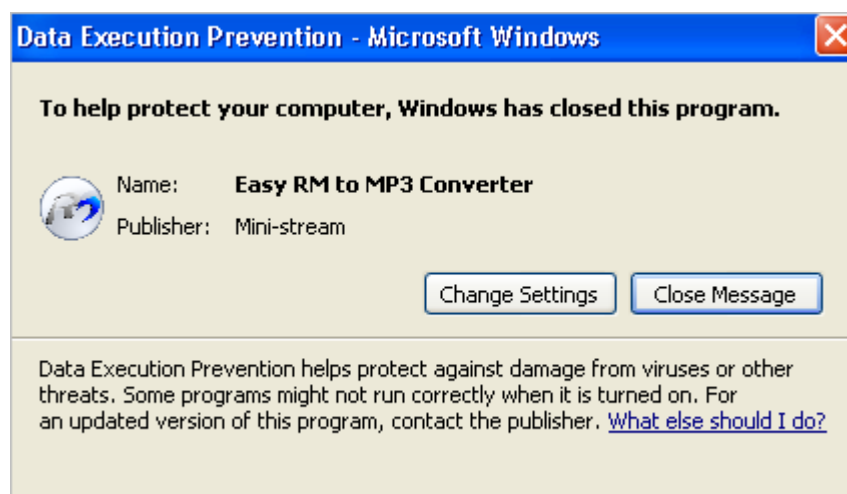 Data Execution Prevention - Microsoft Windows
To help protect your computer, Windows has closed this program.
Name: Easy RM to MP3 Converter
Publisher: Mini-stream
Change Settings Close Message
Data Execution Prevention helps protect against damage from viruses or other
threats. Some programs might not run correctly when it is turned on. For
an updated version of this program, contact the publisher. What else should I do?